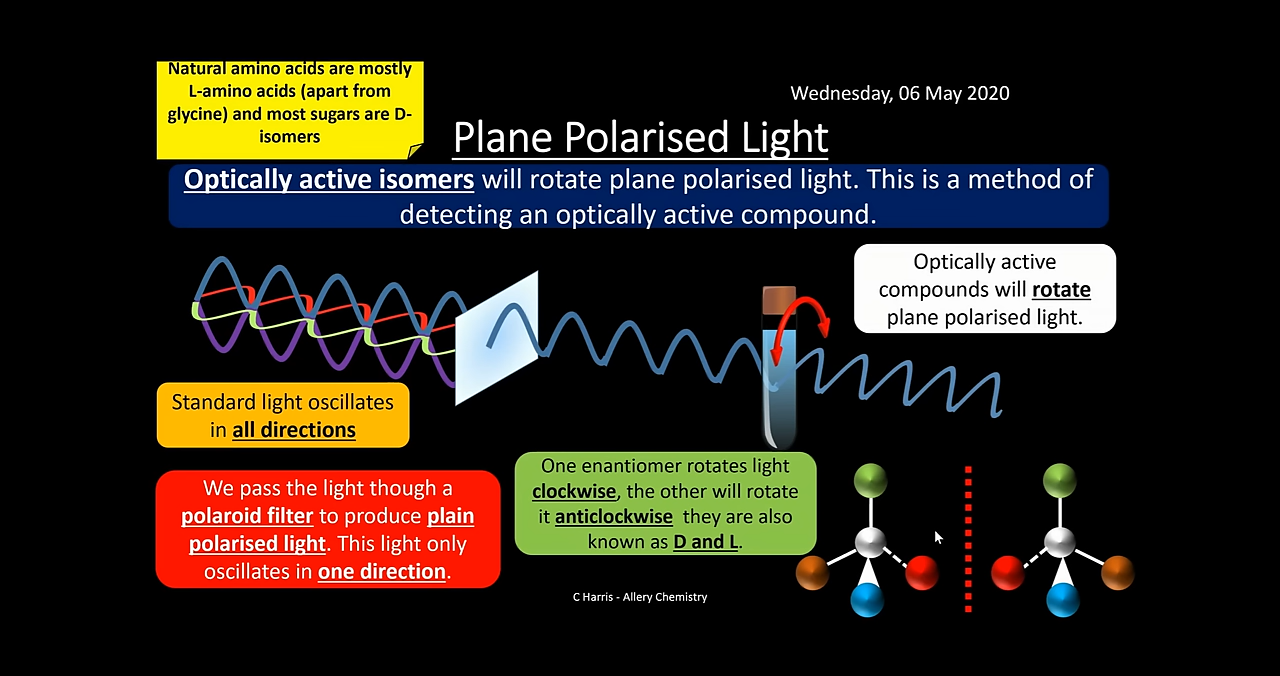 Natural amino acids are mostly
L-amino acids (apart from
glycine) and most sugars are D-
isomers
Wednesday, 06 May 2020
Plane Polarised Light
Optically active isomers will rotate plane polarised light. This is a method of
detecting an optically active compound.
Optically active
compounds will rotate
plane polarised light.
Standard light oscillates
in all directions
We pass the light though a
polaroid filter to produce plain
polarised light. This light only
oscillates in one direction.
One enantiomer rotates light
clockwise, the other will rotate
it anticlockwise they are also
known as D and L.
C Harris - Allery Chemistry